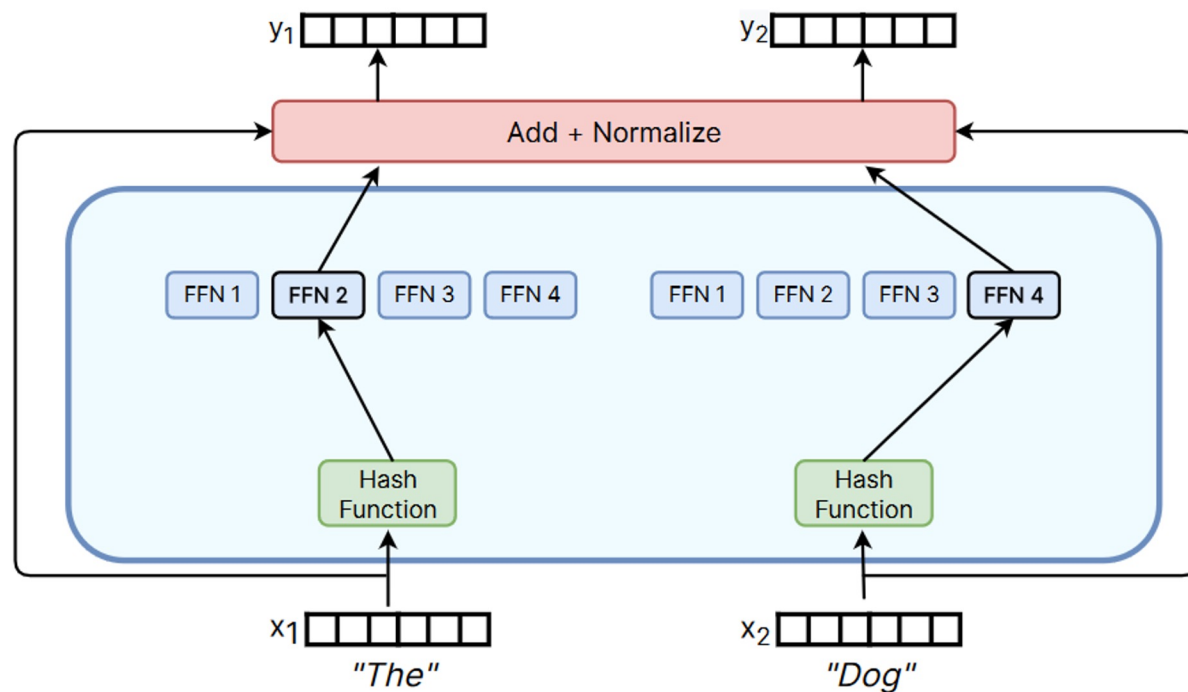 y1 y2
Add + Normalize
FFN 1 FFN 2 FFN 3 FFN 4 FFN 1 FFN 2 FFN 3 FFN 4
Hash Function Hash Function
x1 x2
"The" "Dog"